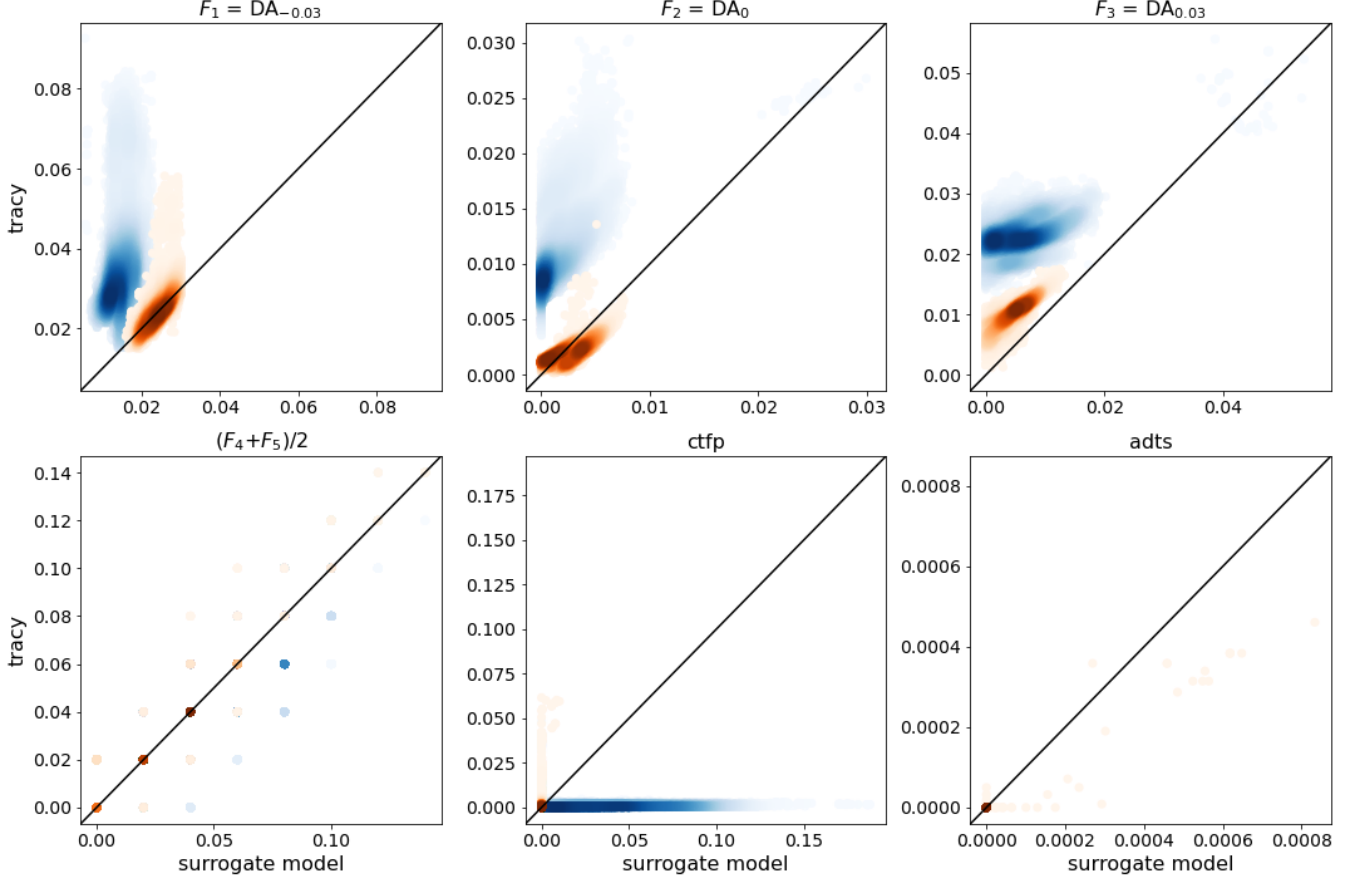 F₁ = DA₋₀.₀₃
F₂ = DA₀
F₃ = DA₀.₀₃
0.08
0.06
0.04
0.02
tracy
0.02 0.04 0.06 0.08
0.030
0.025
0.020
0.015
0.010
0.005
0.000
0.00 0.01 0.02 0.03
0.05
0.04
0.03
0.02
0.01
0.00
0.00 0.02 0.04
(F₄+F₅)/2
ctfp
adts
0.14
0.12
0.10
0.08
0.06
0.04
0.02
0.00
tracy
0.00 0.05 0.10
surrogate model
0.175
0.150
0.125
0.100
0.075
0.050
0.025
0.000
0.00 0.05 0.10 0.15
surrogate model
0.0008
0.0006
0.0004
0.0002
0.0000
0.0000 0.0002 0.0004 0.0006 0.0008
surrogate model